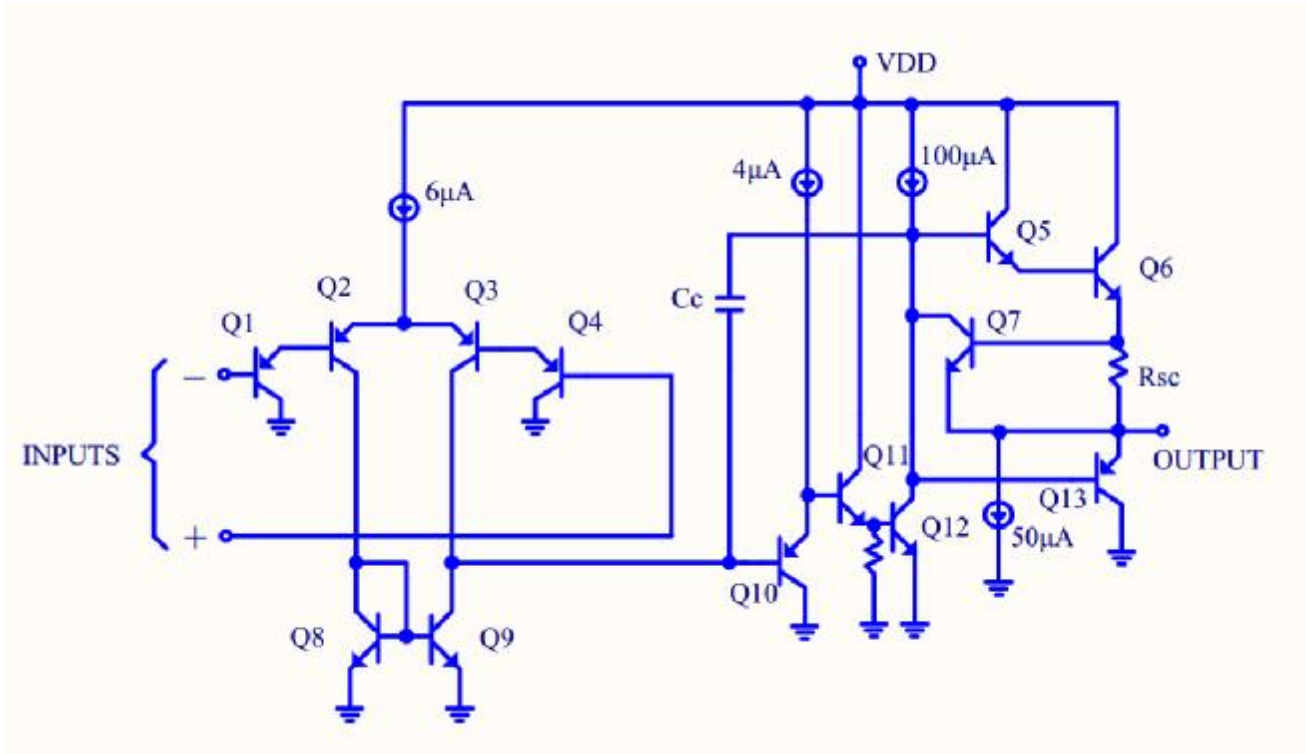 VDD
6μA
4μA
100μA
Q5
Q6
Q2
Q3
Q1
Q4
Cc
Q7
Rsc
−
INPUTS
+
Q11
OUTPUT
Q13
Q12
50μA
Q10
Q8
Q9